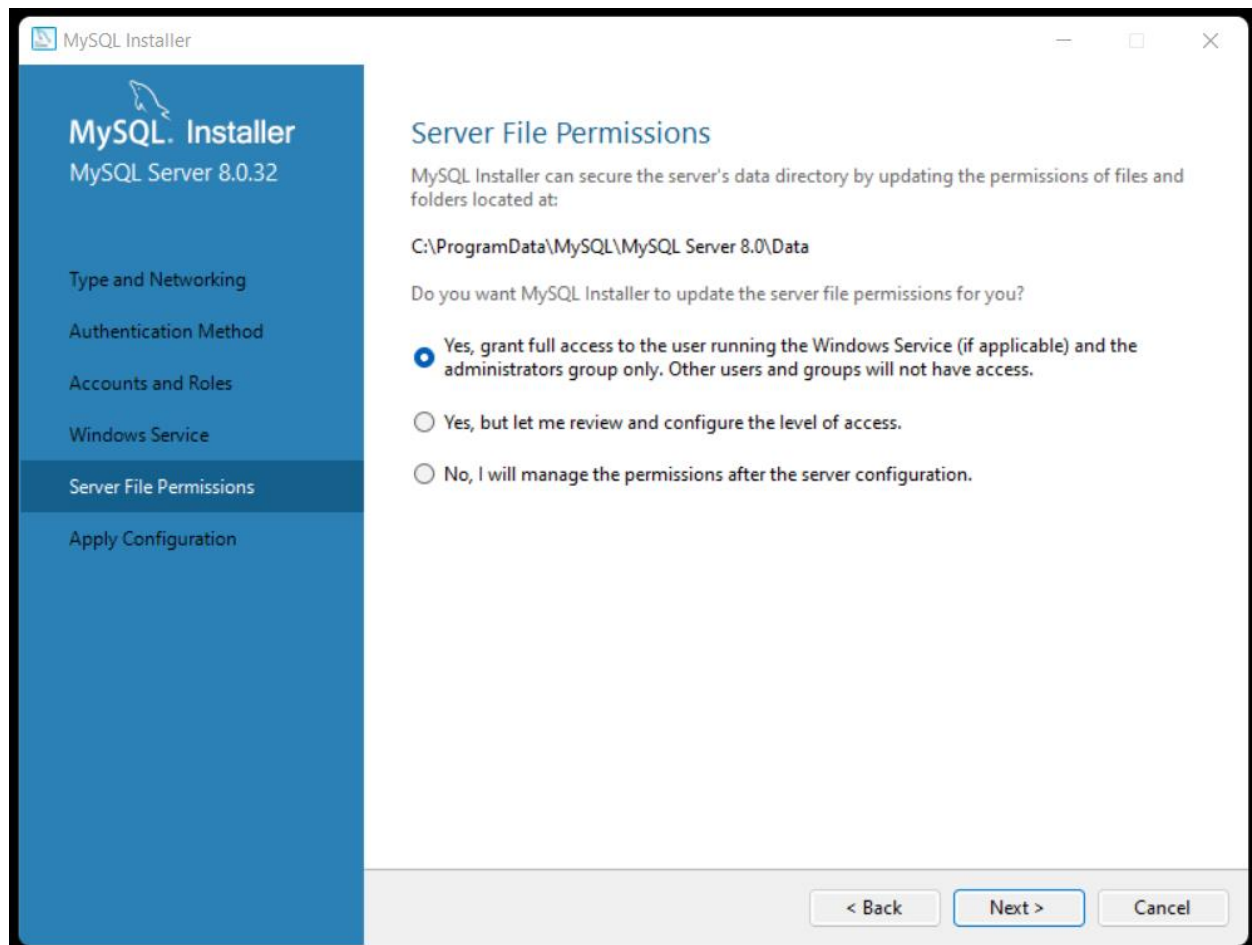 MySQL Installer
MySQL. Installer
MySQL Server 8.0.32
Type and Networking
Authentication Method
Accounts and Roles
Windows Service
Server File Permissions
Apply Configuration
Server File Permissions
MySQL Installer can secure the server's data directory by updating the permissions of files and
folders located at:
C:\ProgramData\MySQL\MySQL Server 8.0\Data
Do you want MySQL Installer to update the server file permissions for you?
Yes, grant full access to the user running the Windows Service (if applicable) and the
administrators group only. Other users and groups will not have access.
Yes, but let me review and configure the level of access.
No, I will manage the permissions after the server configuration.
< Back
Next >
Cancel